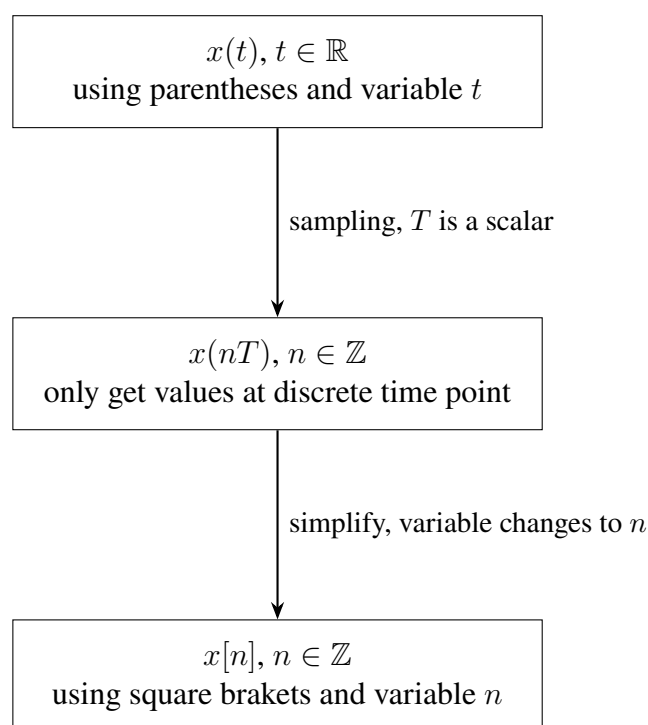 x(t), t ∈ ℝ
using parentheses and variable t
sampling, T is a scalar
x(nT), n ∈ ℤ
only get values at discrete time point
simplify, variable changes to n
x[n], n ∈ ℤ
using square brakets and variable n